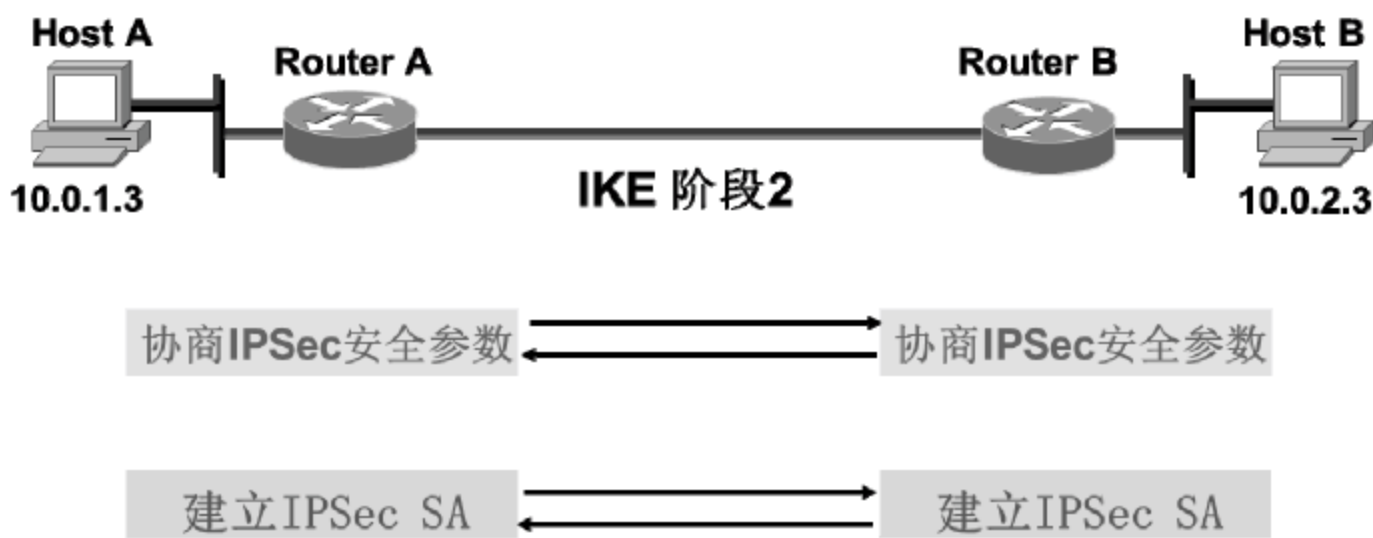 Host A
Host B
Router A
Router B
10.0.1.3
IKE 阶段2
10.0.2.3
协商IPSec安全参数
协商IPSec安全参数
建立IPSec SA
建立IPSec SA